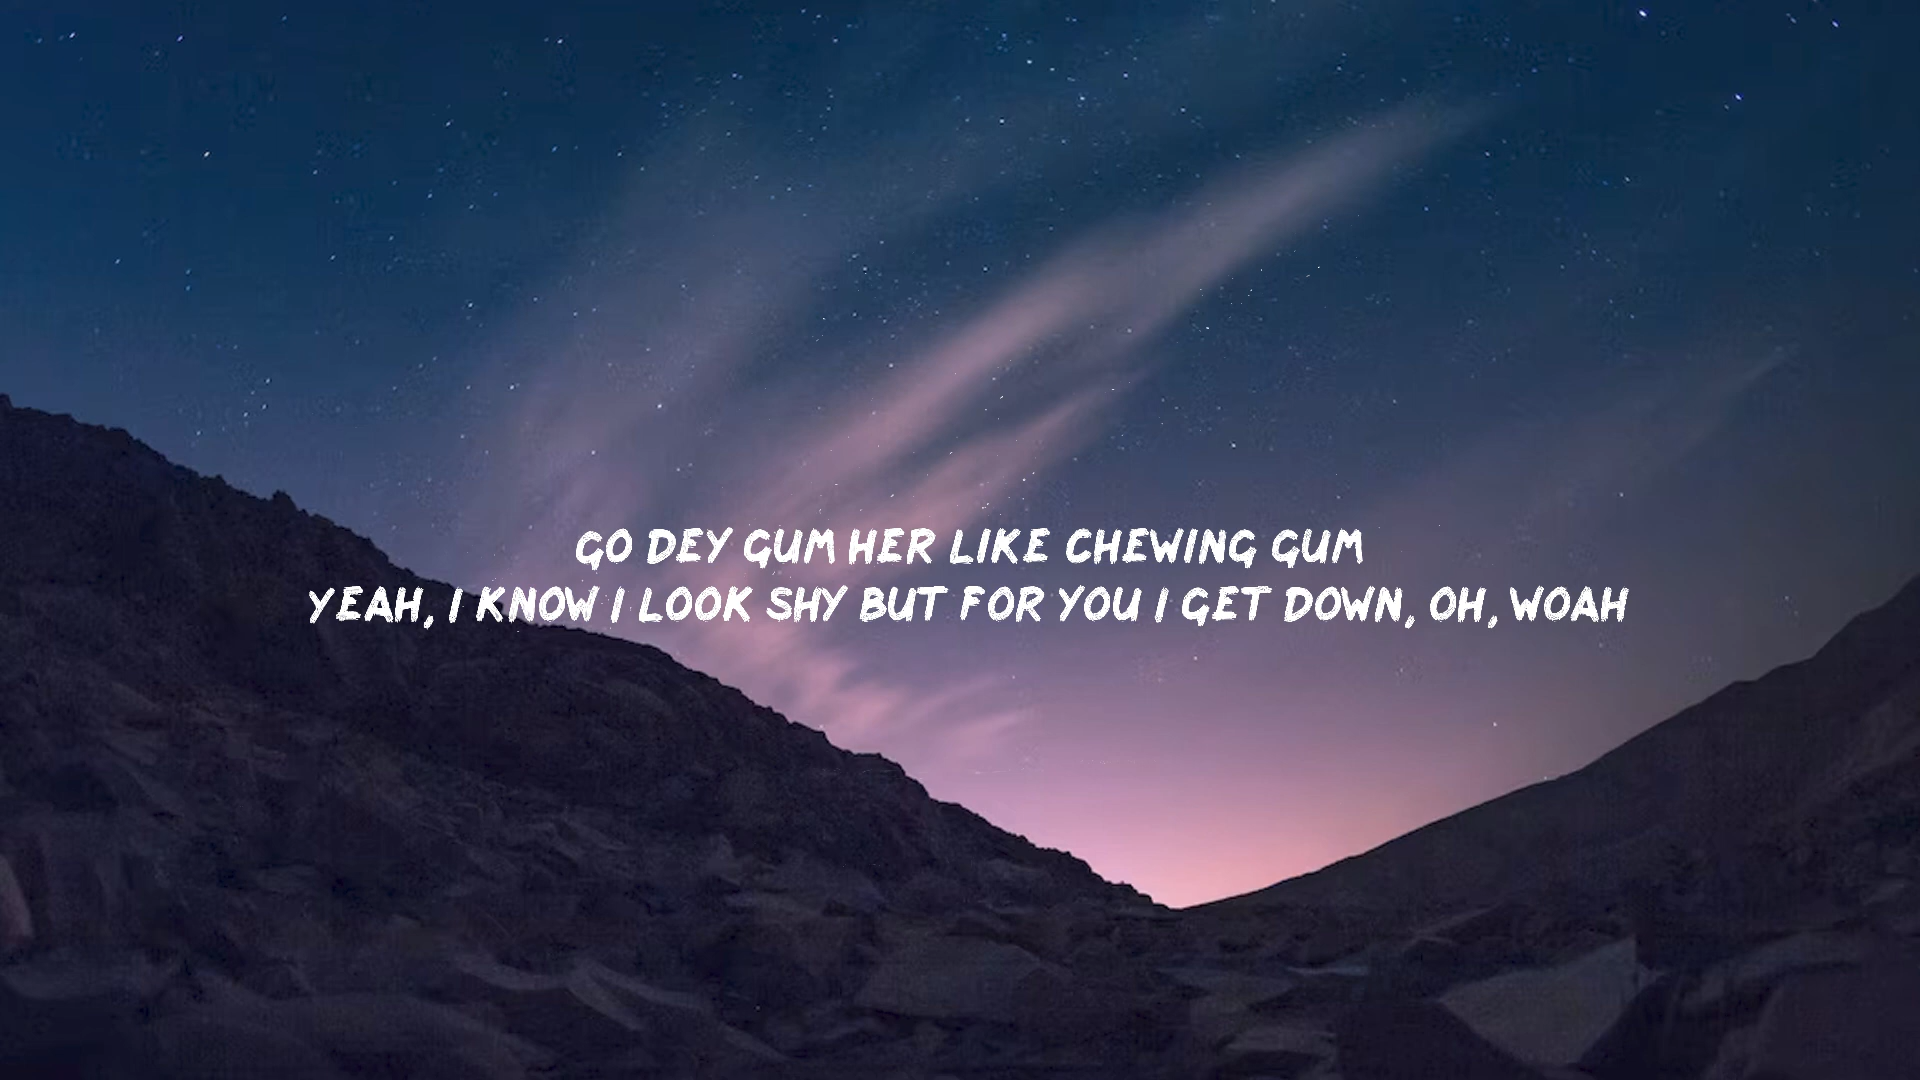 GO DEY GUM HER LIKE CHEWING GUM
YEAH, I KNOW I LOOK SHY BUT FOR YOU I GET DOWN, OH, WOAH